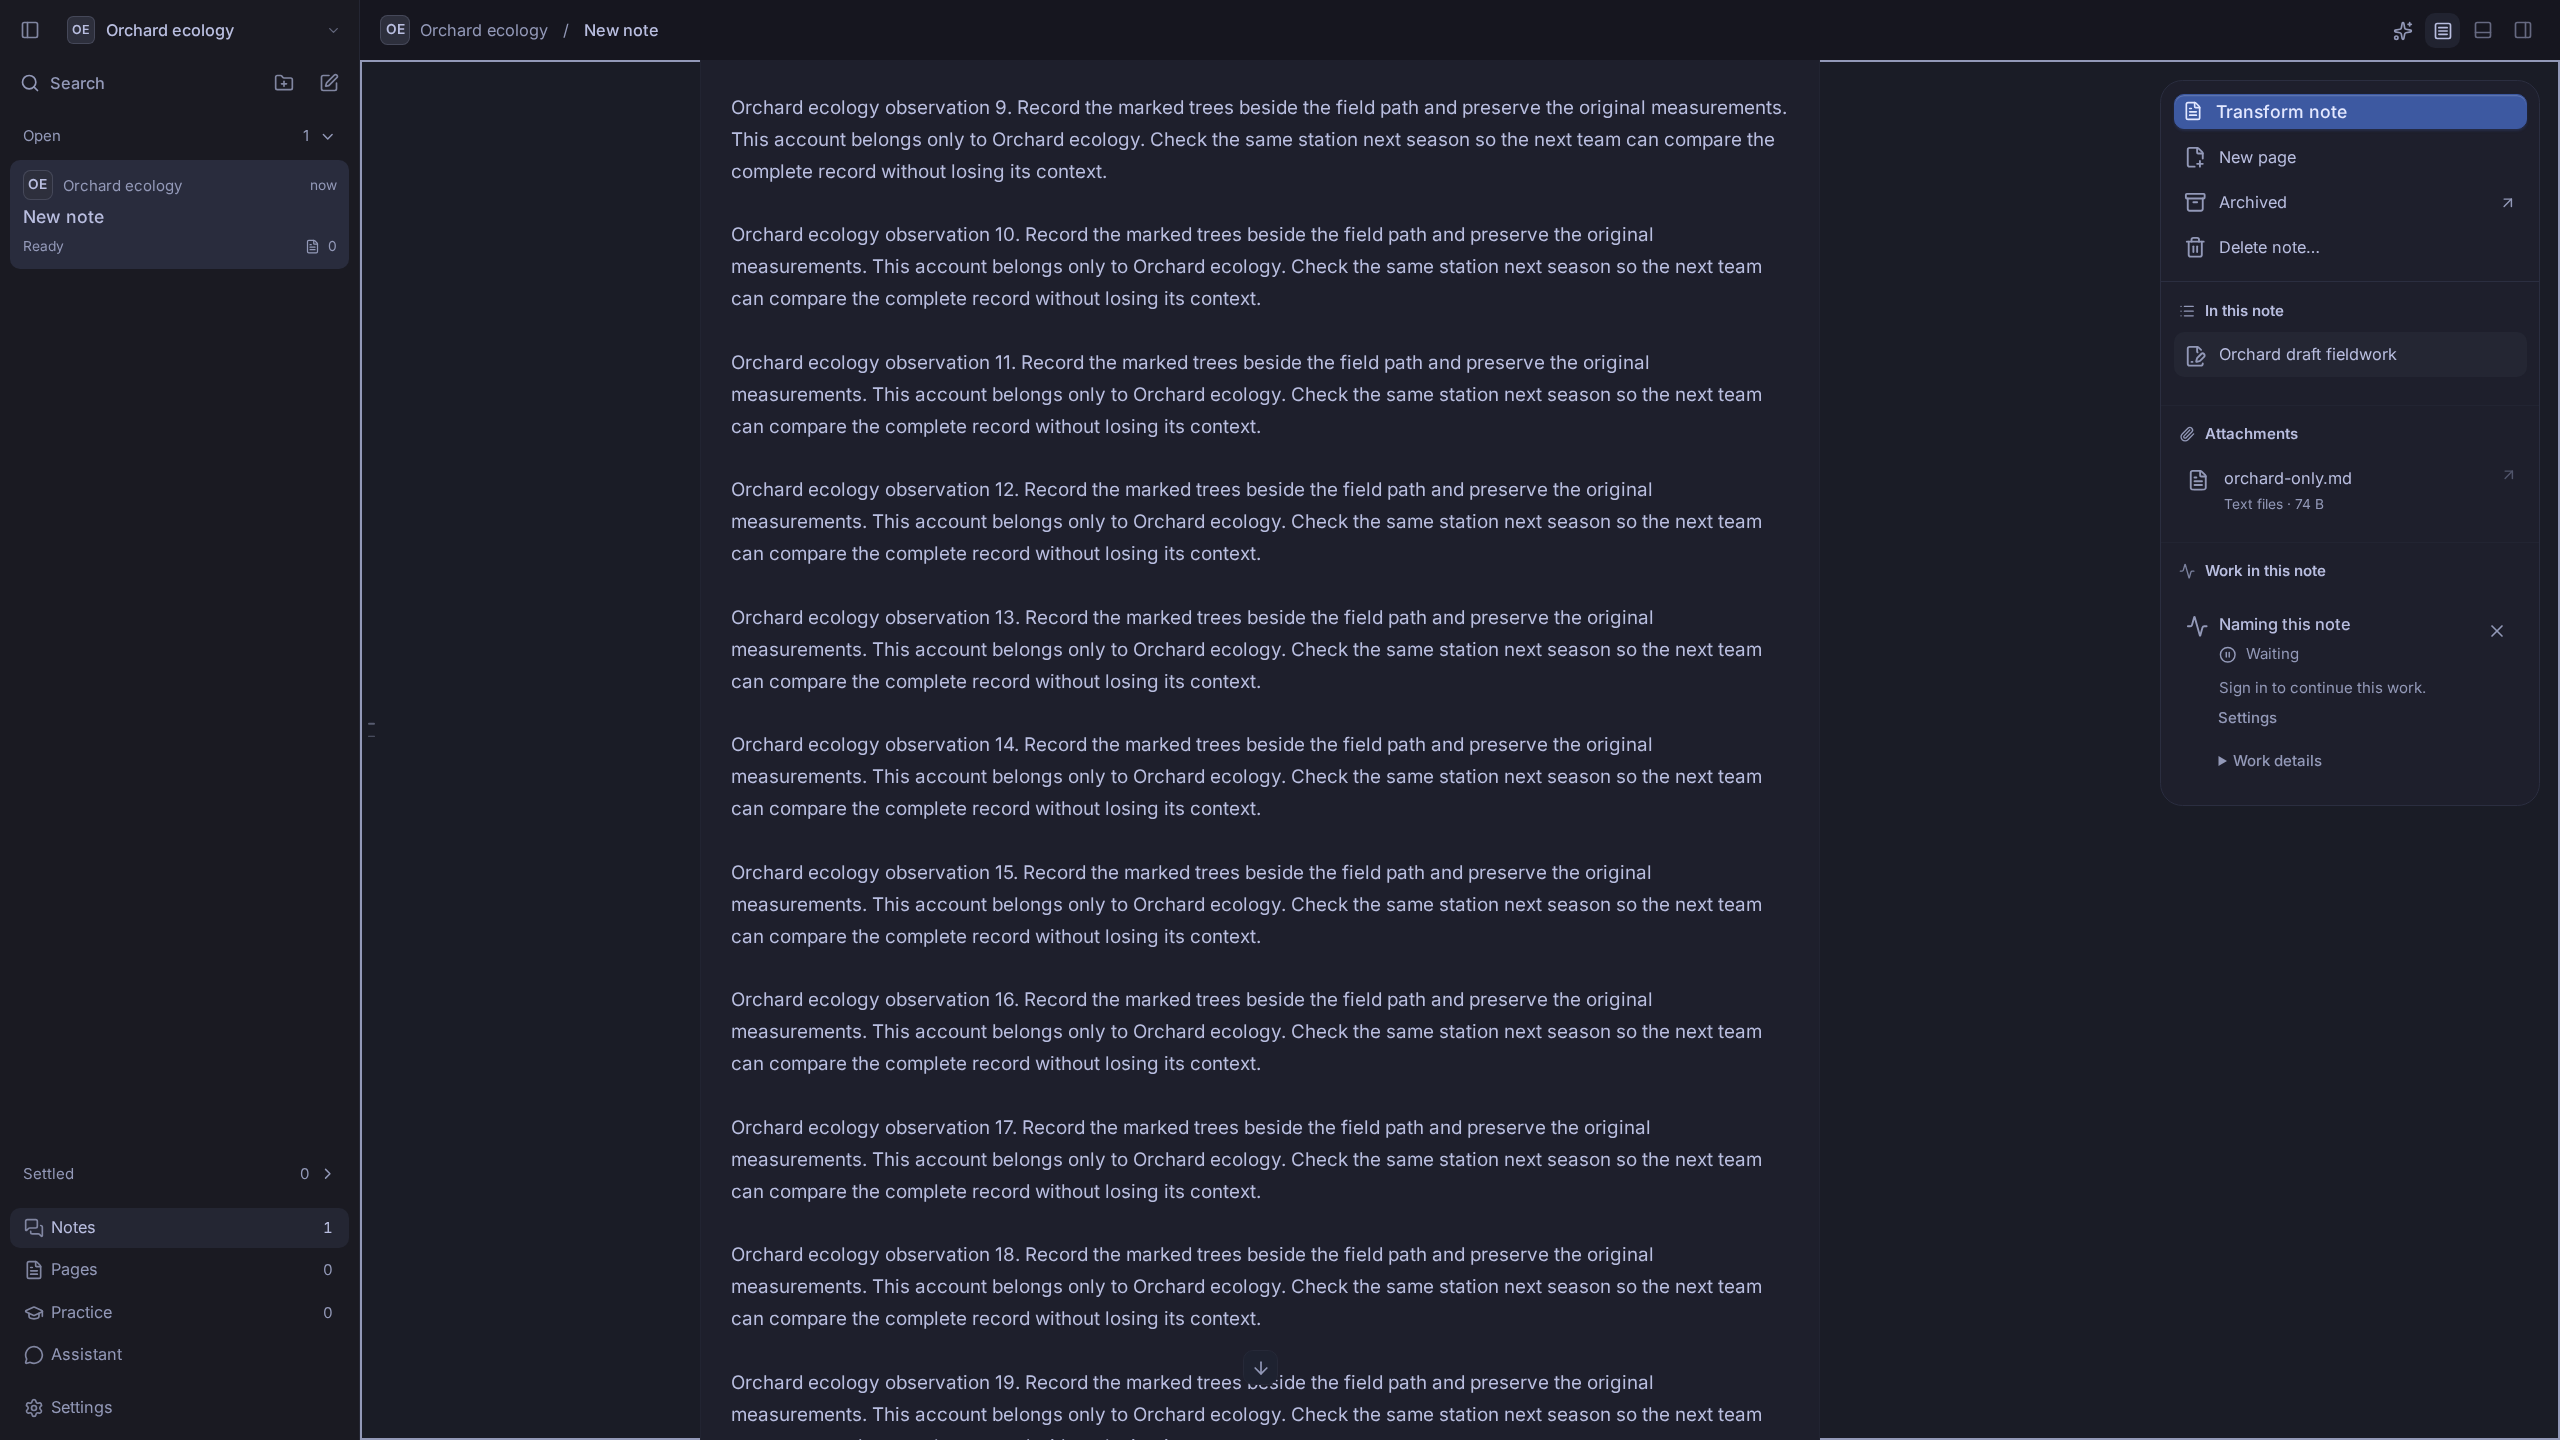 OE Orchard ecology
Search
Open 1
OE Orchard ecology now
New note
Ready 0
Settled 0
Notes 1
Pages 0
Practice 0
Assistant
Settings
OE Orchard ecology / New note
Orchard ecology observation 9. Record the marked trees beside the field path and preserve the original measurements.
This account belongs only to Orchard ecology. Check the same station next season so the next team can compare the
complete record without losing its context.
Orchard ecology observation 10. Record the marked trees beside the field path and preserve the original
measurements. This account belongs only to Orchard ecology. Check the same station next season so the next team
can compare the complete record without losing its context.
Orchard ecology observation 11. Record the marked trees beside the field path and preserve the original
measurements. This account belongs only to Orchard ecology. Check the same station next season so the next team
can compare the complete record without losing its context.
Orchard ecology observation 12. Record the marked trees beside the field path and preserve the original
measurements. This account belongs only to Orchard ecology. Check the same station next season so the next team
can compare the complete record without losing its context.
Orchard ecology observation 13. Record the marked trees beside the field path and preserve the original
measurements. This account belongs only to Orchard ecology. Check the same station next season so the next team
can compare the complete record without losing its context.
Orchard ecology observation 14. Record the marked trees beside the field path and preserve the original
measurements. This account belongs only to Orchard ecology. Check the same station next season so the next team
can compare the complete record without losing its context.
Orchard ecology observation 15. Record the marked trees beside the field path and preserve the original
measurements. This account belongs only to Orchard ecology. Check the same station next season so the next team
can compare the complete record without losing its context.
Orchard ecology observation 16. Record the marked trees beside the field path and preserve the original
measurements. This account belongs only to Orchard ecology. Check the same station next season so the next team
can compare the complete record without losing its context.
Orchard ecology observation 17. Record the marked trees beside the field path and preserve the original
measurements. This account belongs only to Orchard ecology. Check the same station next season so the next team
can compare the complete record without losing its context.
Orchard ecology observation 18. Record the marked trees beside the field path and preserve the original
measurements. This account belongs only to Orchard ecology. Check the same station next season so the next team
can compare the complete record without losing its context.
Orchard ecology observation 19. Record the marked trees beside the field path and preserve the original
measurements. This account belongs only to Orchard ecology. Check the same station next season so the next team
Transform note
New page
Archived
Delete note...
In this note
Orchard draft fieldwork
Attachments
orchard-only.md
Text files · 74 B
Work in this note
Naming this note
Waiting
Sign in to continue this work.
Settings
Work details